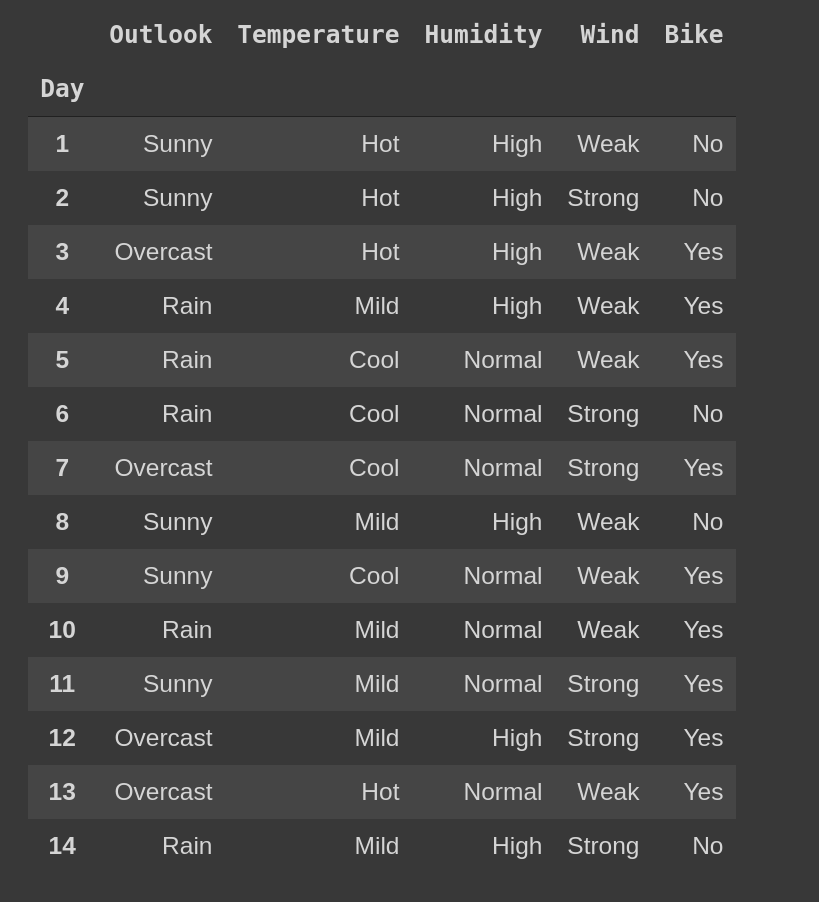 Outlook Temperature Humidity Wind Bike
Day
1 Sunny Hot High Weak No
2 Sunny Hot High Strong No
3 Overcast Hot High Weak Yes
4 Rain Mild High Weak Yes
5 Rain Cool Normal Weak Yes
6 Rain Cool Normal Strong No
7 Overcast Cool Normal Strong Yes
8 Sunny Mild High Weak No
9 Sunny Cool Normal Weak Yes
10 Rain Mild Normal Weak Yes
11 Sunny Mild Normal Strong Yes
12 Overcast Mild High Strong Yes
13 Overcast Hot Normal Weak Yes
14 Rain Mild High Strong No